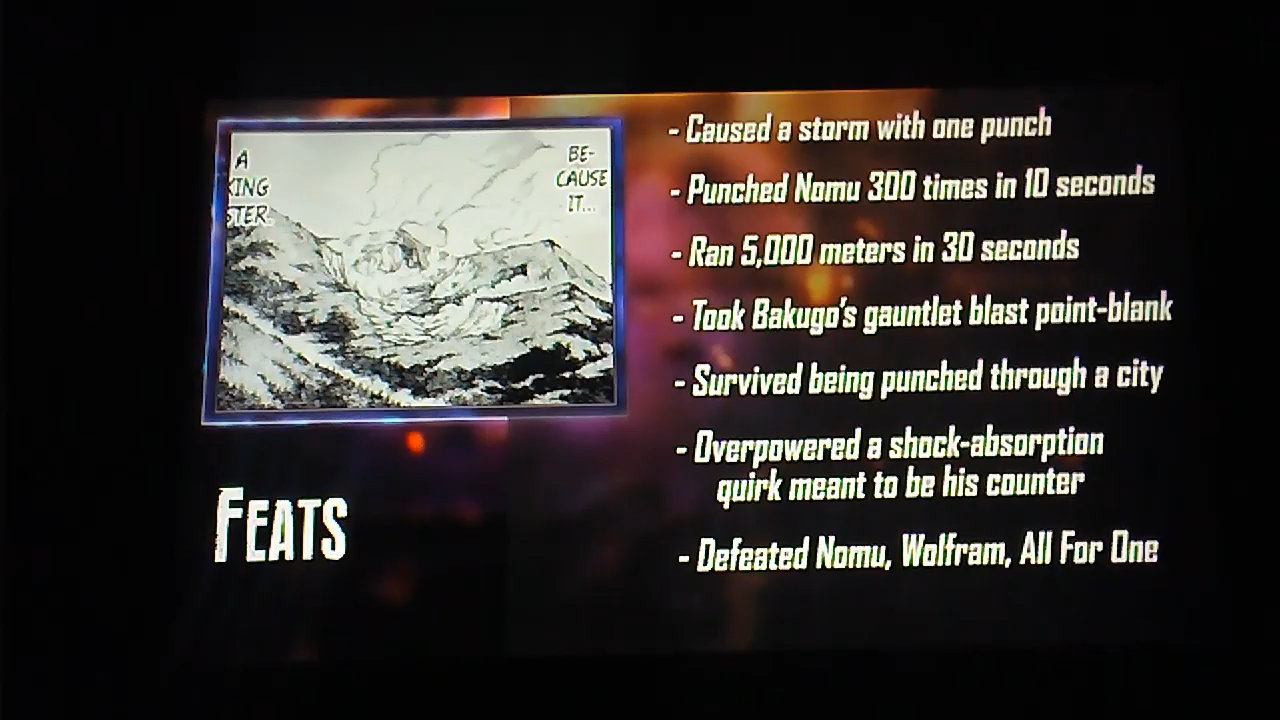 A
KING
STER.
BE-
CAUSE
IT...
FEATS
- Caused a storm with one punch
- Punched Nomu 300 times in 10 seconds
- Ran 5,000 meters in 30 seconds
- Took Bakugo's gauntlet blast point-blank
- Survived being punched through a city
- Overpowered a shock-absorption
quirk meant to be his counter
- Defeated Nomu, Wolfram, All For One